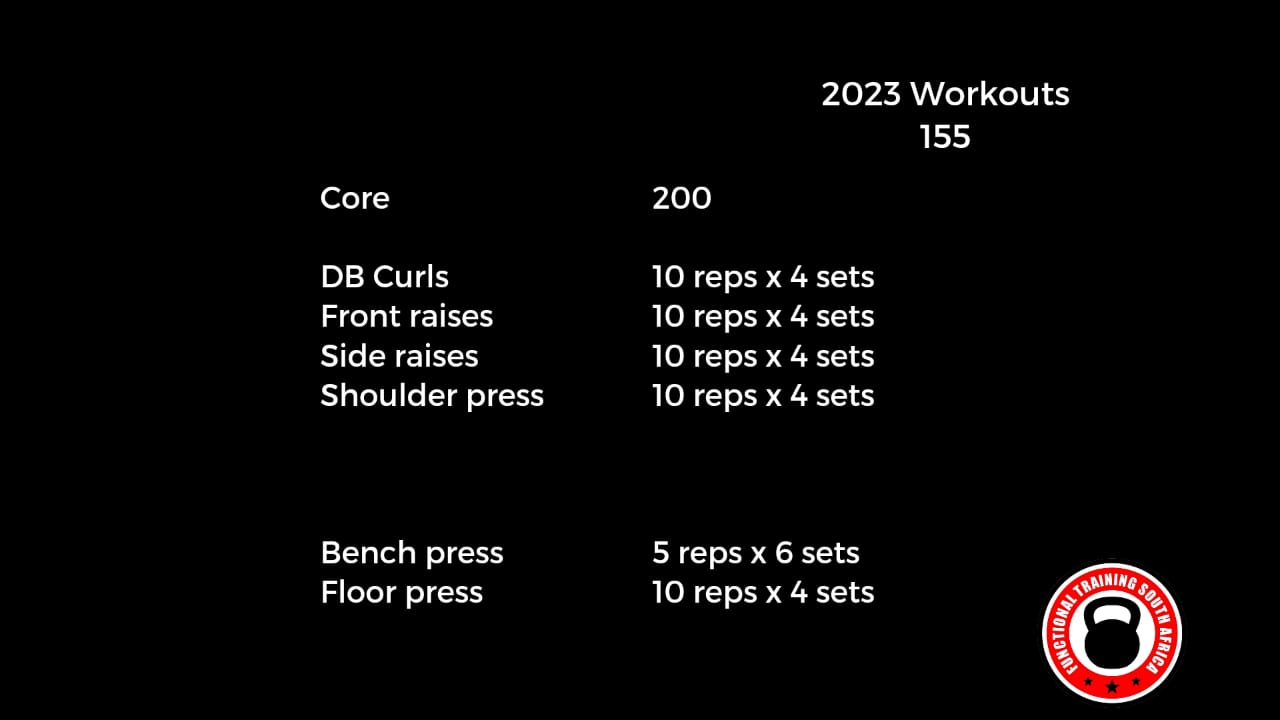 2023 Workouts
155
Core 200
DB Curls 10 reps x 4 sets
Front raises 10 reps x 4 sets
Side raises 10 reps x 4 sets
Shoulder press 10 reps x 4 sets
Bench press 5 reps x 6 sets
Floor press 10 reps x 4 sets
FUNCTIONAL TRAINING SOUTH AFRICA